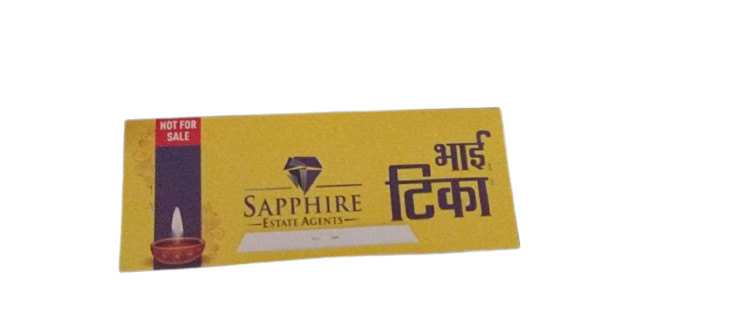 NOT FOR
SALE
SAPPHIRE
ESTATE AGENTS
भाई
टिका